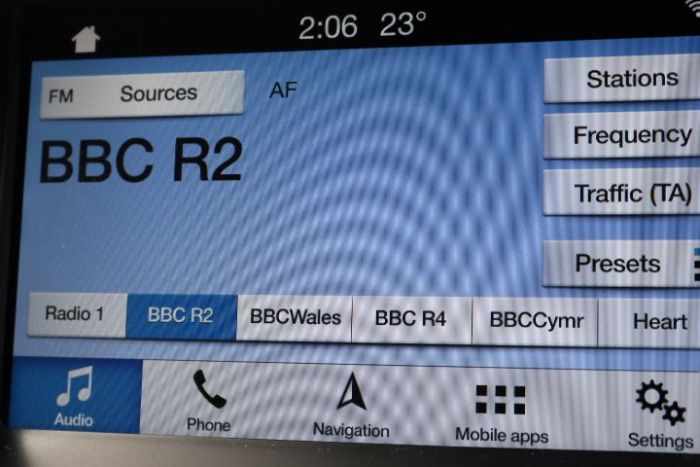 2:06 23°
FM Sources AF
Stations
BBC R2
Frequency
Traffic (TA)
Presets
Radio 1 BBC R2 BBCWales BBC R4 BBCCymr Heart
Audio Phone Navigation Mobile apps Settings